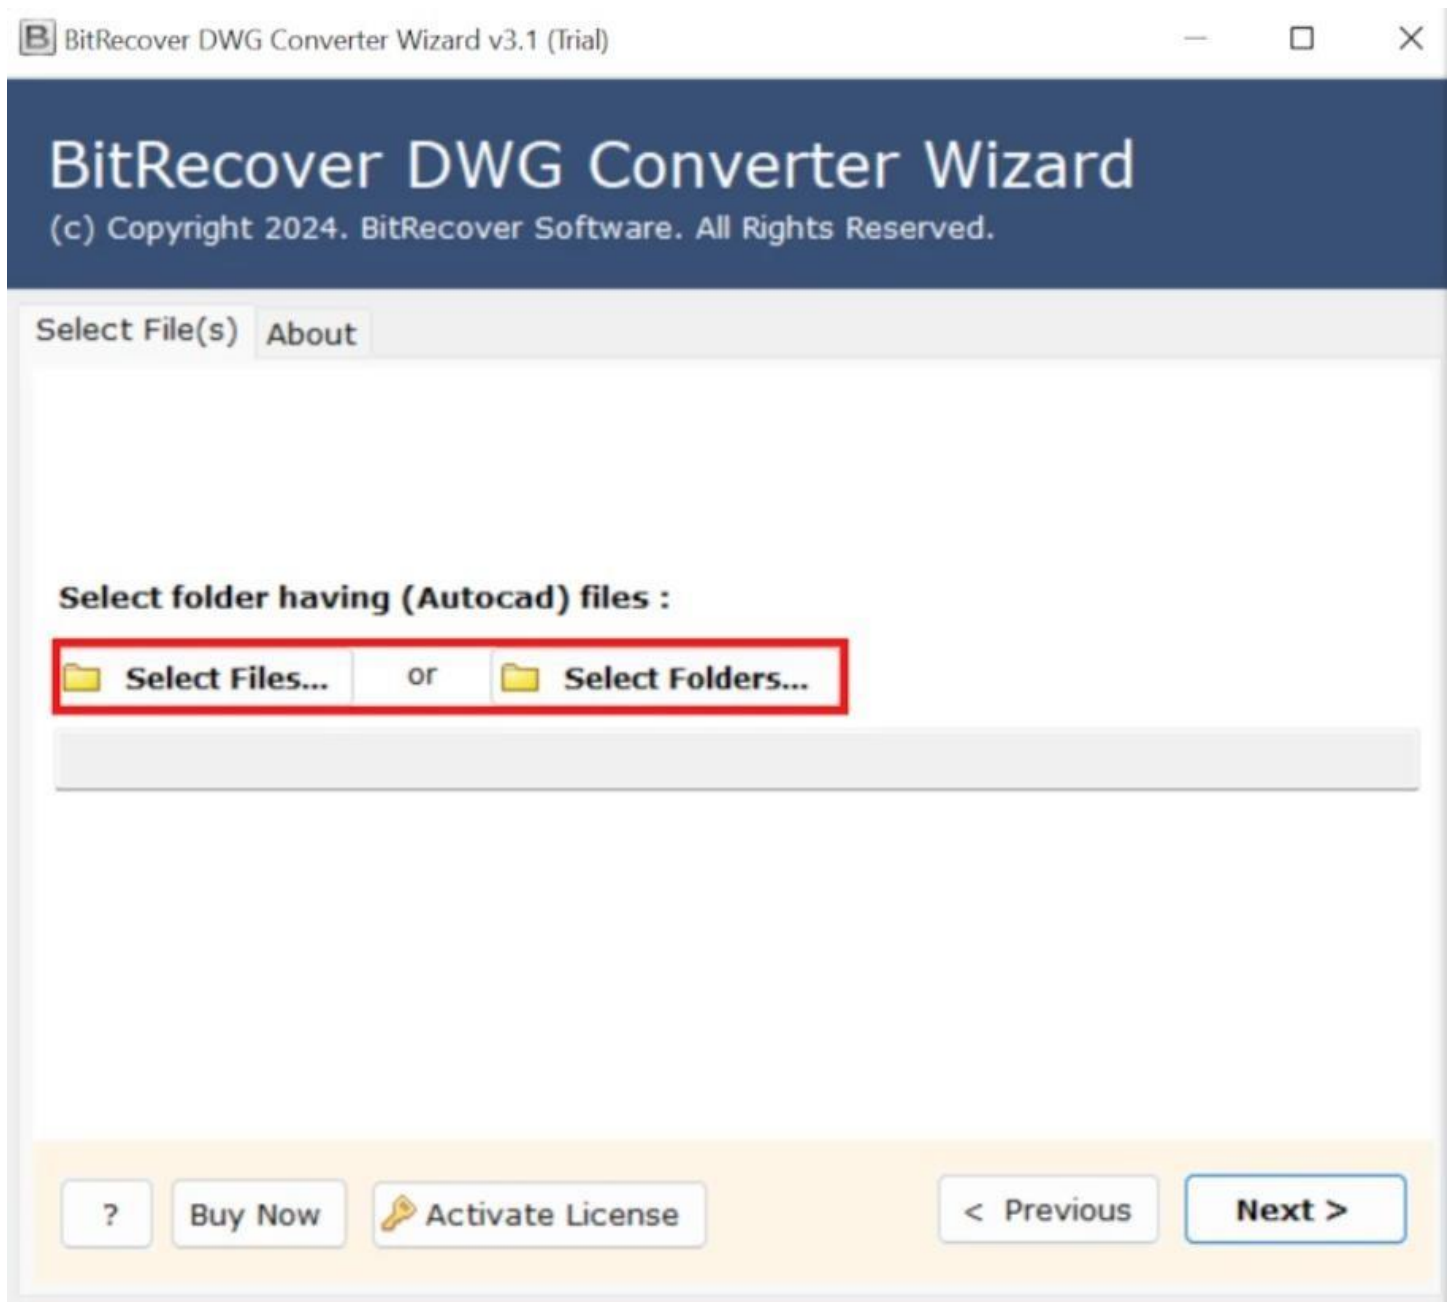 B BitRecover DWG Converter Wizard v3.1 (Trial)
BitRecover DWG Converter Wizard
(c) Copyright 2024. BitRecover Software. All Rights Reserved.
Select File(s) About
Select folder having (Autocad) files :
Select Files... or Select Folders...
? Buy Now Activate License < Previous Next >